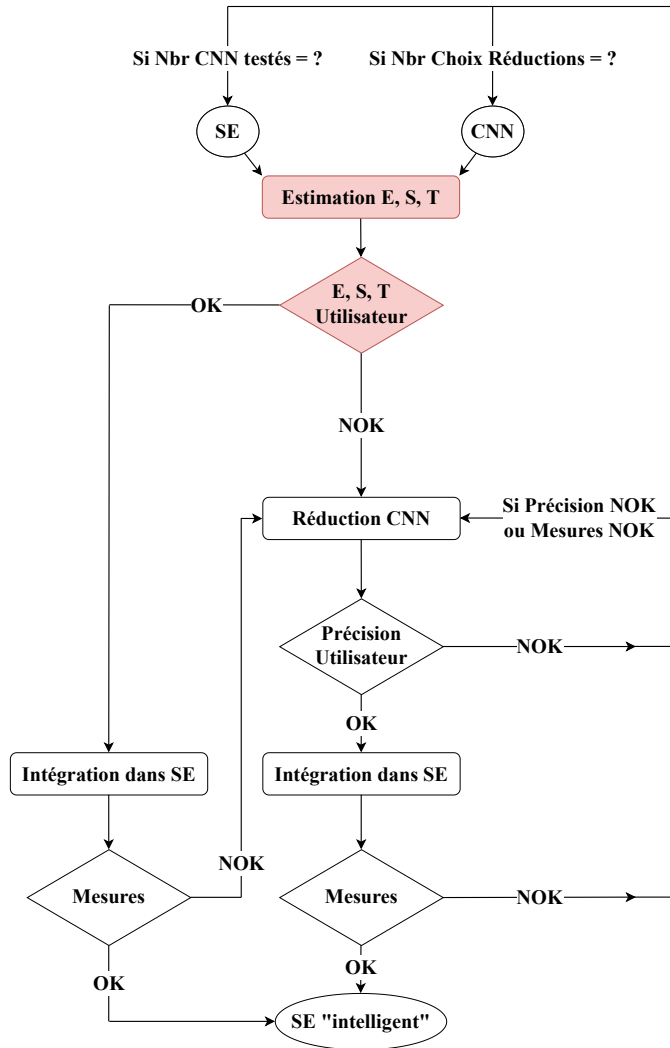 Si Nbr CNN testés = ?
Si Nbr Choix Réductions = ?
SE
CNN
Estimation E, S, T
OK
E, S, T
Utilisateur
NOK
Réduction CNN
Si Précision NOK
ou Mesures NOK
Précision
Utilisateur
NOK
OK
Intégration dans SE
Intégration dans SE
NOK
Mesures
Mesures
NOK
OK
OK
SE "intelligent"